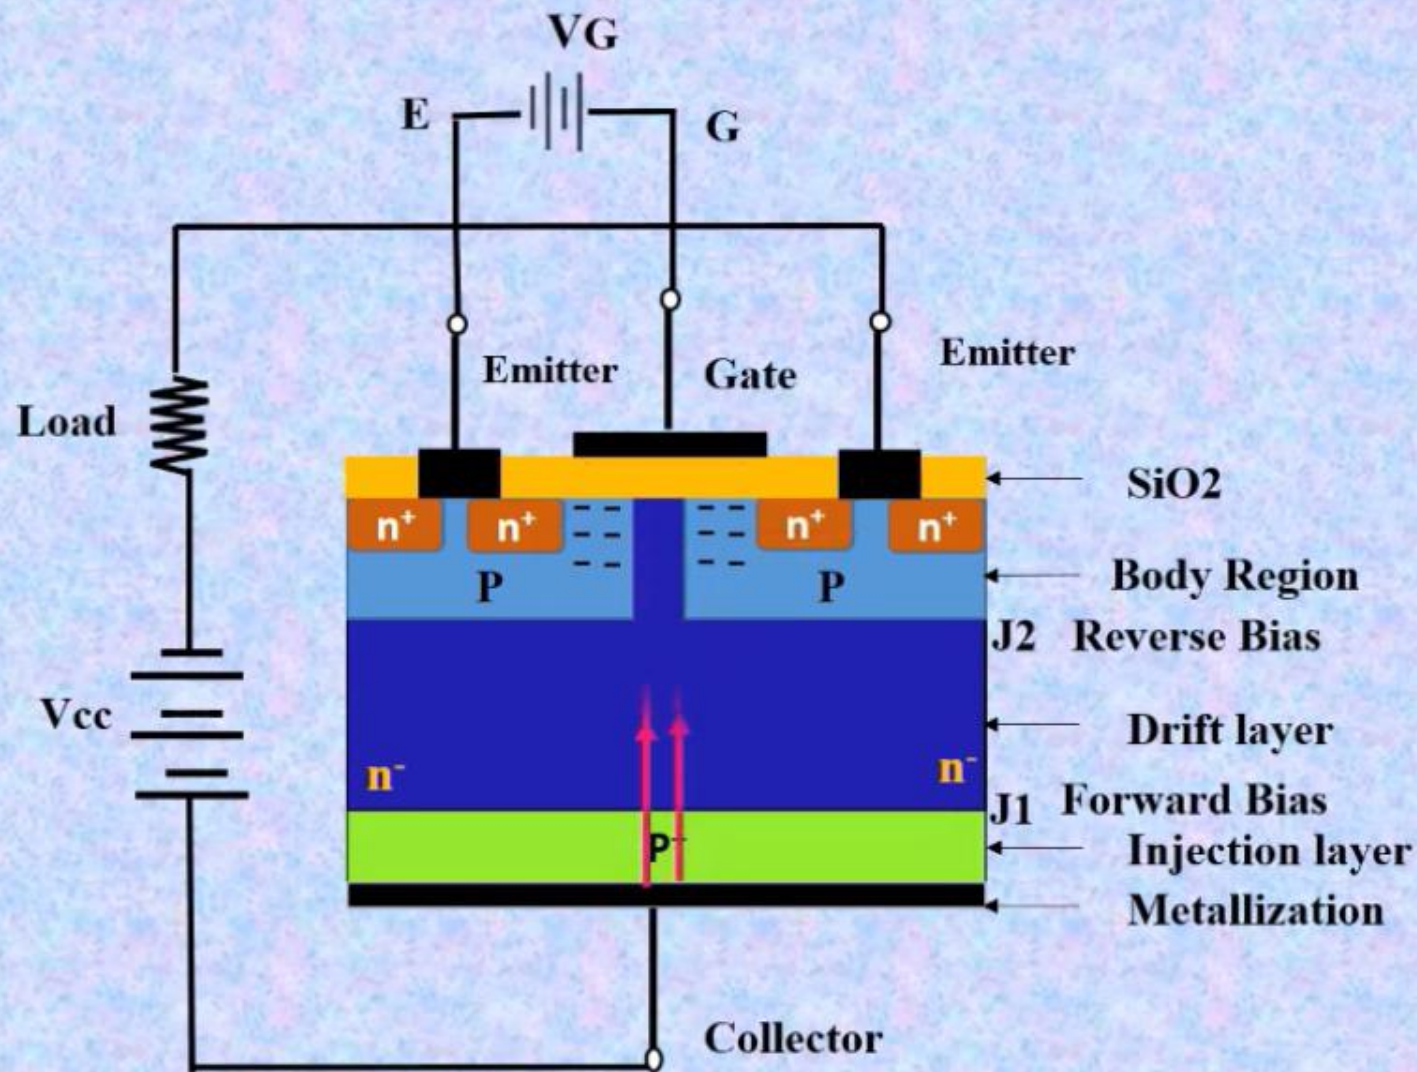 VG
E
G
Emitter
Gate
Emitter
Load
SiO2
n⁺
n⁺
n⁺
n⁺
P
P
Body Region
J2 Reverse Bias
Vcc
Drift layer
n⁻
n⁻
J1 Forward Bias
P⁺
Injection layer
Metallization
Collector